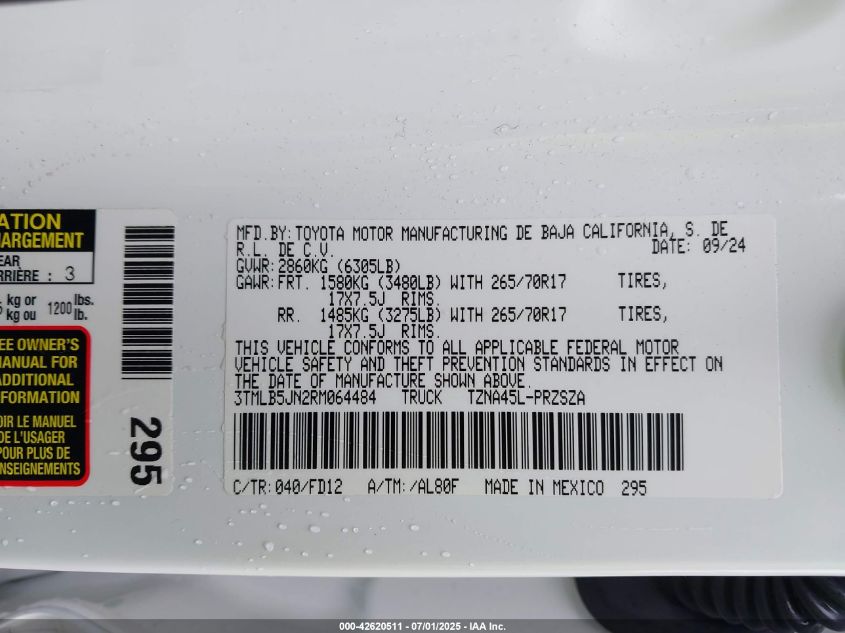 ATION
HARGEMENT
EAR
RRIÈRE : 3
kg or 1200 lbs.
kg ou lb.
EE OWNER'S
MANUAL FOR
ADDITIONAL
FORMATION
OIR LE MANUEL
DE L'USAGER
POUR PLUS DE
NSEIGNEMENTS
295
MFD.BY:TOYOTA MOTOR MANUFACTURING DE BAJA CALIFORNIA, S. DE
R.L. DE C.V. DATE: 09/24
GVWR:2860KG (6305LB)
GAWR:FRT. 1580KG (3480LB) WITH 265/70R17 TIRES,
17X7.5J RIMS.
RR. 1485KG (3275LB) WITH 265/70R17 TIRES,
17X7.5J RIMS.
THIS VEHICLE CONFORMS TO ALL APPLICABLE FEDERAL MOTOR
VEHICLE SAFETY AND THEFT PREVENTION STANDARDS IN EFFECT ON
THE DATE OF MANUFACTURE SHOWN ABOVE.
3TMLB5JN2RM064484 TRUCK TZNA45L-PRZSZA
C/TR:040/FD12 A/TM:/AL80F MADE IN MEXICO 295
000-42620511 - 07/01/2025 - IAA Inc.